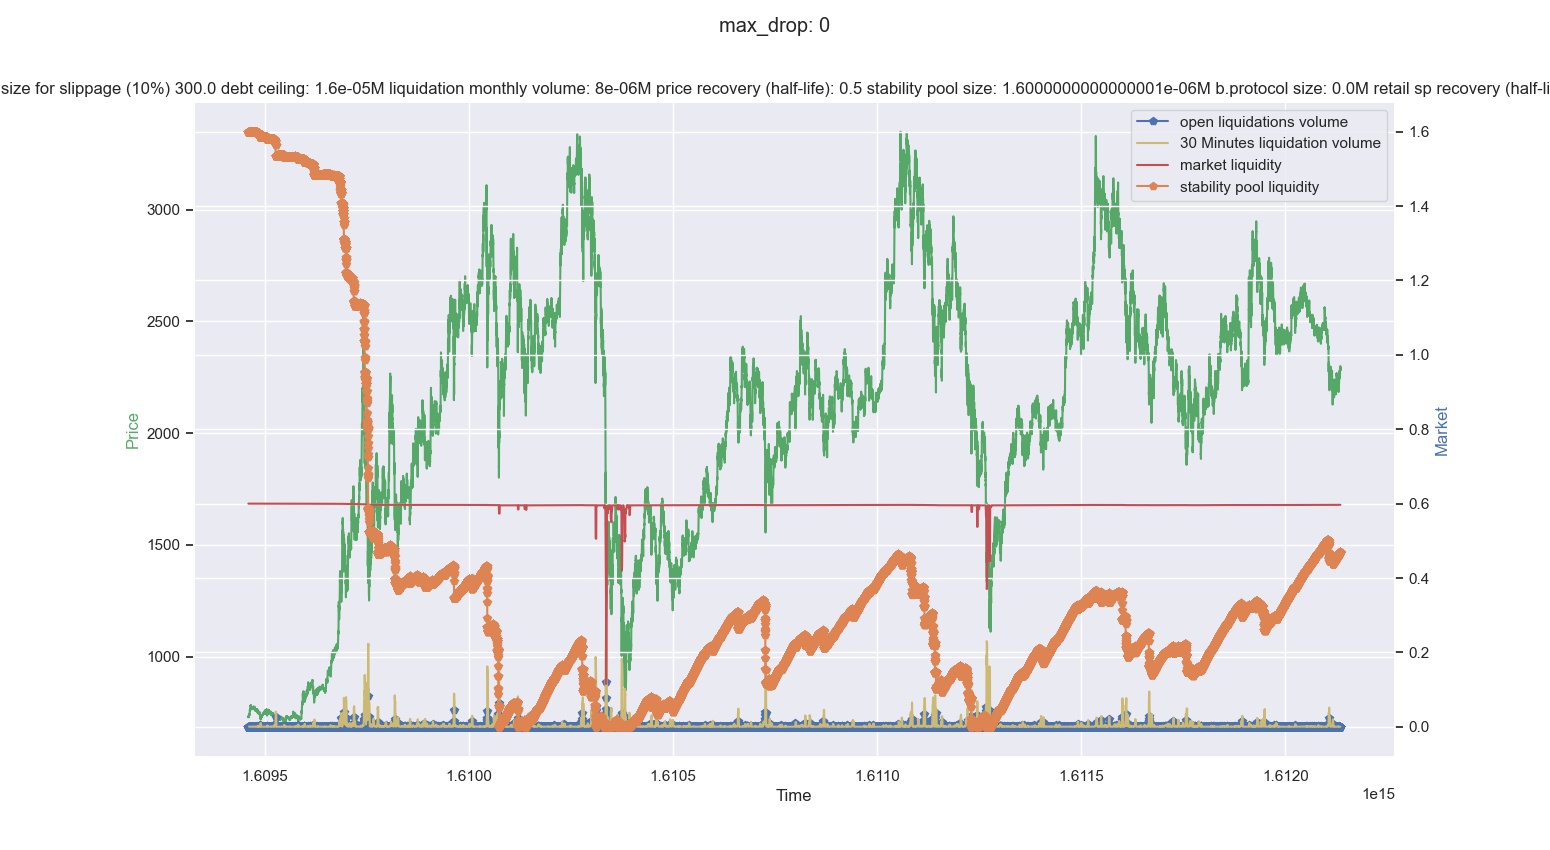 max_drop: 0
size for slippage (10%) 300.0 debt ceiling: 1.6e-05M liquidation monthly volume: 8e-06M price recovery (half-life): 0.5 stability pool size: 1.6000000000000001e-06M b.protocol size: 0.0M retail sp recovery (half-li
open liquidations volume
30 Minutes liquidation volume
market liquidity
stability pool liquidity
3000
2500
2000
1500
1000
Price
1.6
1.4
1.2
1.0
0.8
0.6
0.4
0.2
0.0
Market
1.6095
1.6100
1.6105
1.6110
1.6115
1.6120
1e15
Time